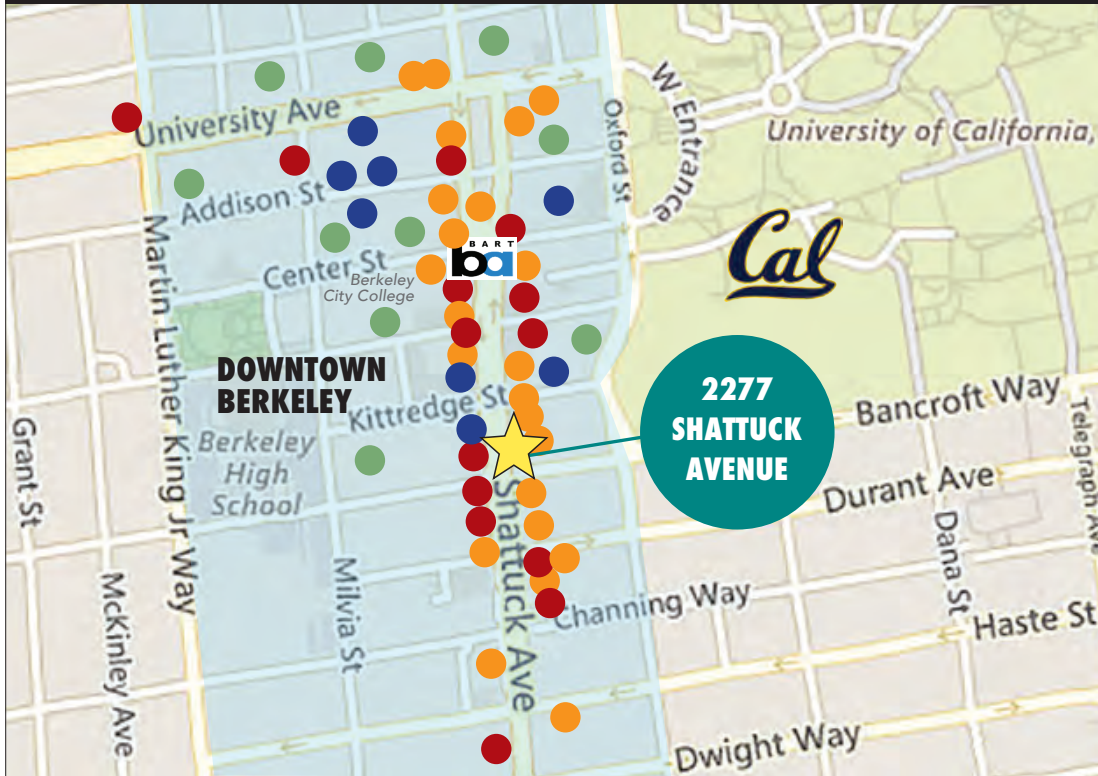 University Ave
W Entrance
Oxford St
University of California,
Addison St
Martin Luther King Jr Way
Center St
BART
ba
Berkeley
City College
Cal
DOWNTOWN
BERKELEY
Kittredge St
2277
SHATTUCK
AVENUE
Bancroft Way
Telegraph Ave
Grant St
Berkeley
High
School
Shattuck Ave
Durant Ave
Dana St
McKinley Ave
Milvia St
Channing Way
Haste St
Dwight Way